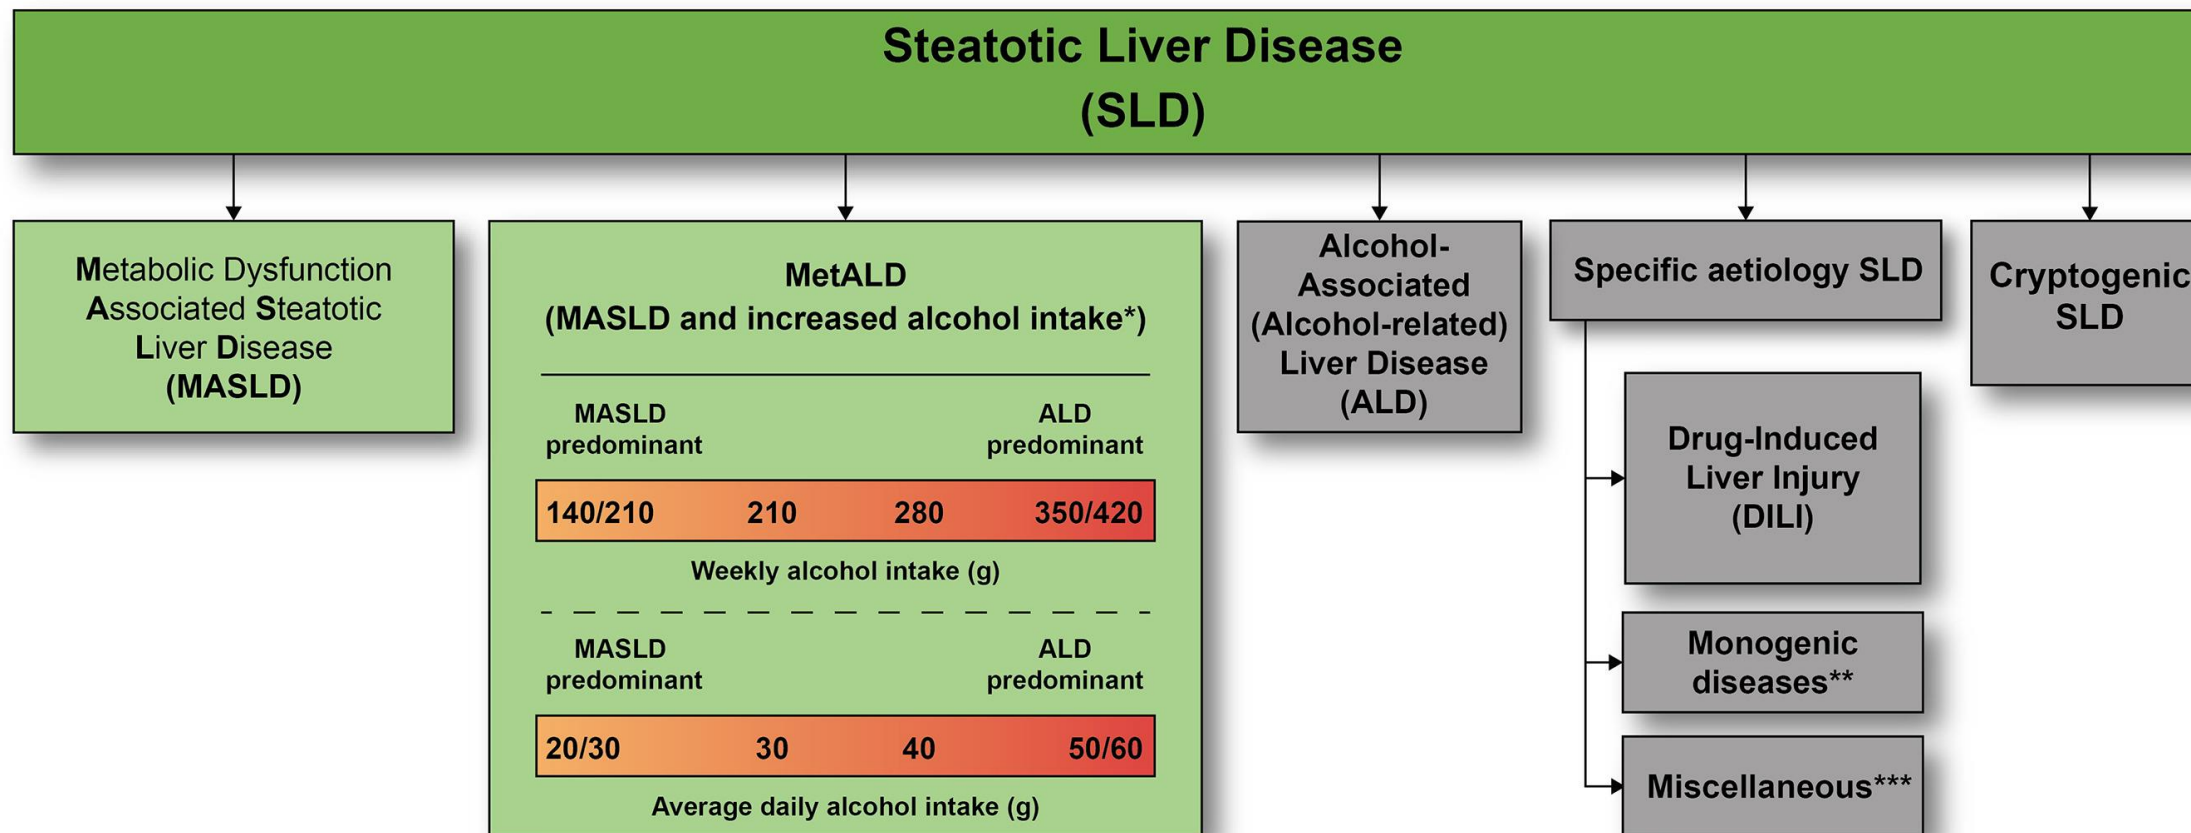 Steatotic Liver Disease
(SLD)
Metabolic Dysfunction
Associated Steatotic
Liver Disease
(MASLD)
MetALD
(MASLD and increased alcohol intake*)
MASLD
predominant
ALD
predominant
140/210 210 280 350/420
Weekly alcohol intake (g)
MASLD
predominant
ALD
predominant
20/30 30 40 50/60
Average daily alcohol intake (g)
Alcohol-
Associated
(Alcohol-related)
Liver Disease
(ALD)
Specific aetiology SLD
Drug-Induced
Liver Injury
(DILI)
Monogenic
diseases**
Miscellaneous***
Cryptogenic
SLD